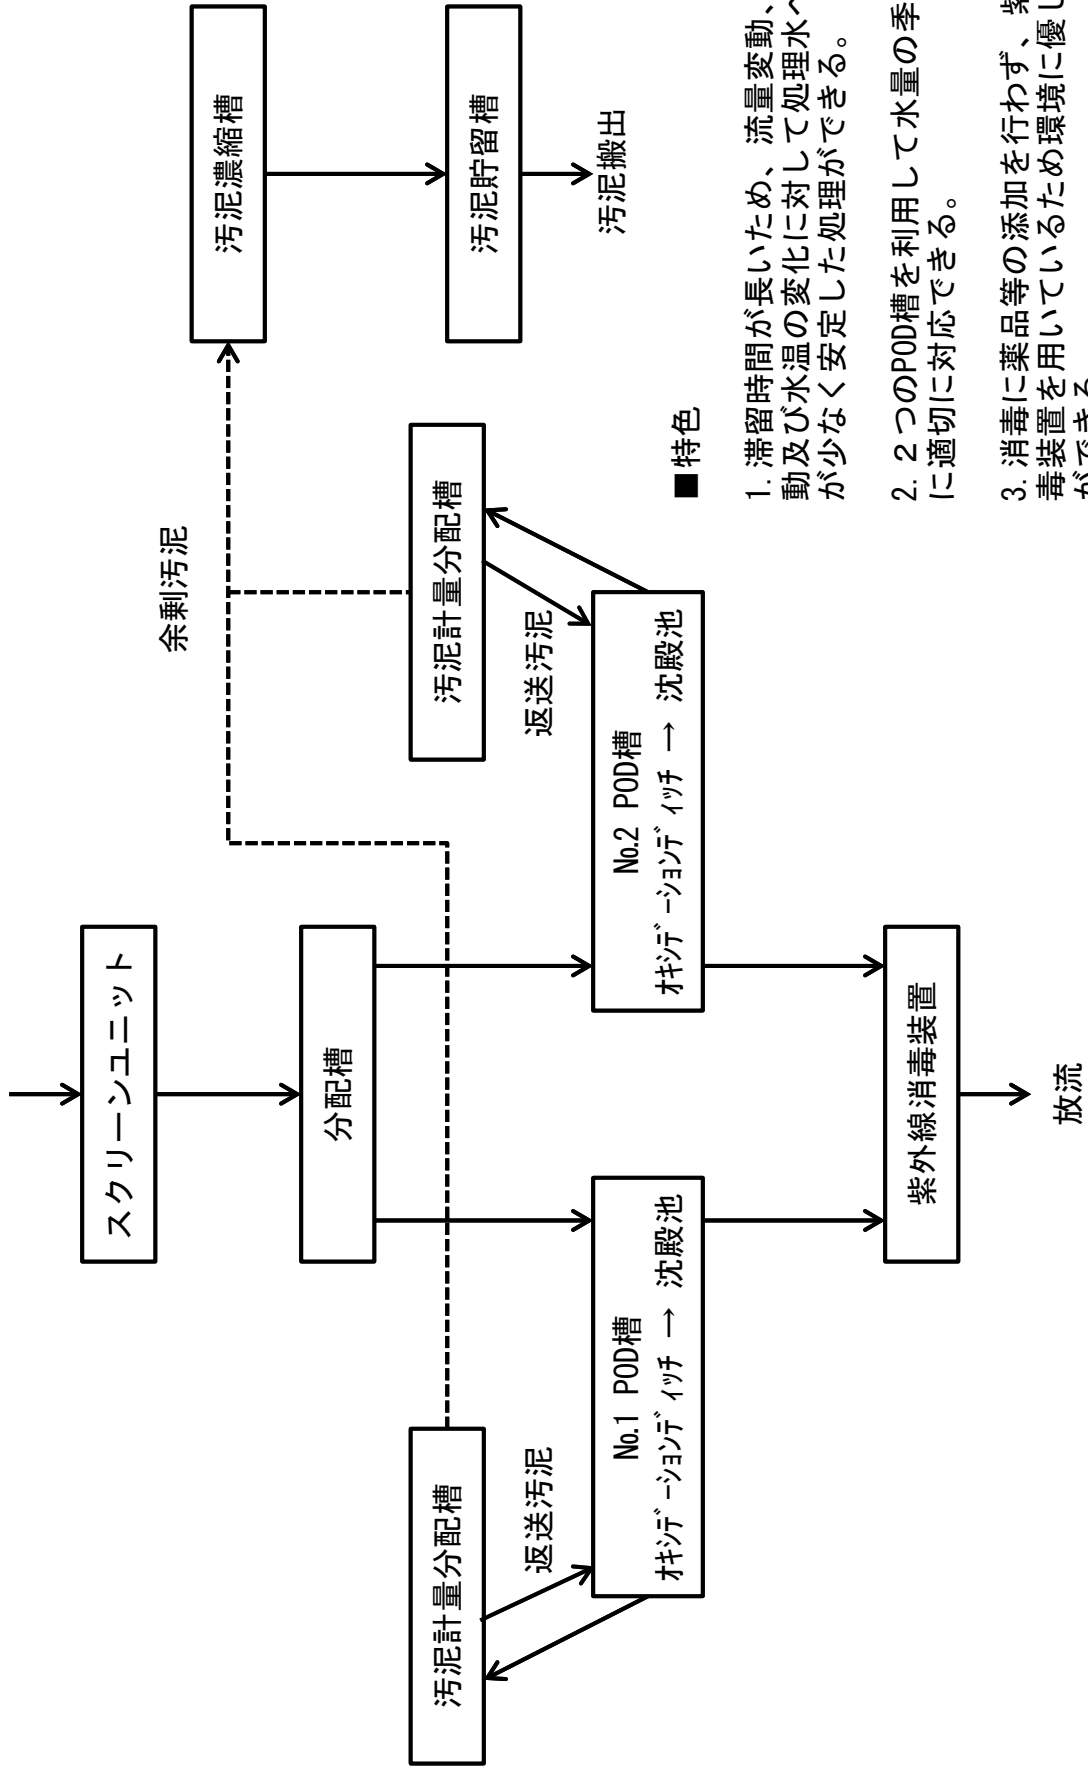 スクリーンユニット
分配槽
余剰汚泥
汚泥濃縮槽
汚泥貯留槽
汚泥搬出
汚泥計量分配槽
返送汚泥
汚泥計量分配槽
返送汚泥
No.1 POD槽
オキシデーションディッチ → 沈殿池
No.2 POD槽
オキシデーションディッチ → 沈殿池
紫外線消毒装置
放流
■特色
1.滞留時間が長いため、流量変動、
動及び水温の変化に対して処理水へ
が少なく安定した処理ができる。
2.２つのPOD槽を利用して水量の季
に適切に対応できる。
3.消毒に薬品等の添加を行わず、紫
毒装置を用いているため環境に優し
ができる